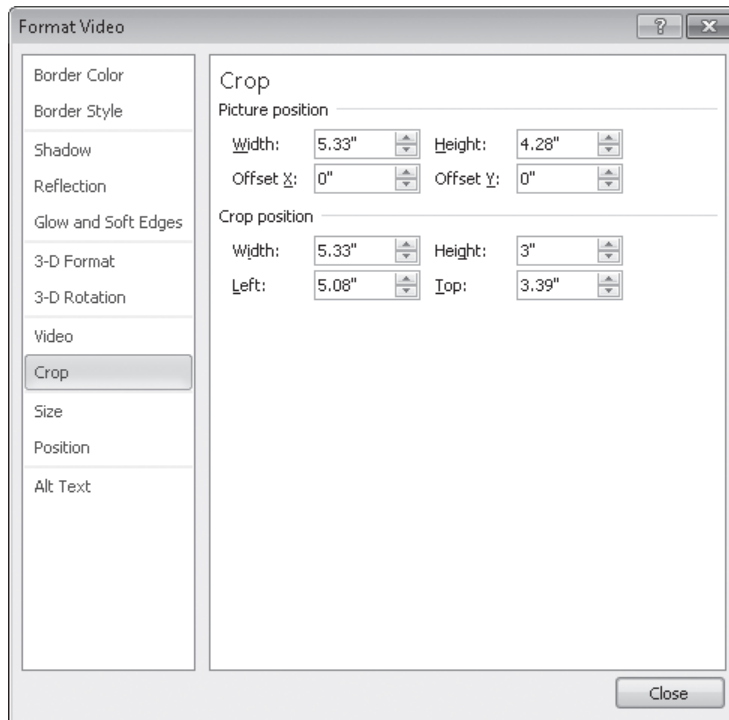 Format Video
Border Color
Border Style
Shadow
Reflection
Glow and Soft Edges
3-D Format
3-D Rotation
Video
Crop
Size
Position
Alt Text
Crop
Picture position
Width: 5.33" Height: 4.28"
Offset X: 0" Offset Y: 0"
Crop position
Width: 5.33" Height: 3"
Left: 5.08" Top: 3.39"
Close